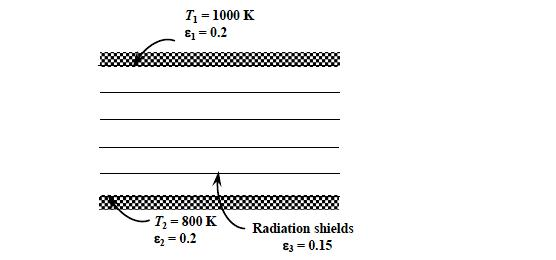 T₁ = 1000 K
ε₁ = 0.2
T₂ = 800 K
ε₂ = 0.2
Radiation shields
ε₃ = 0.15